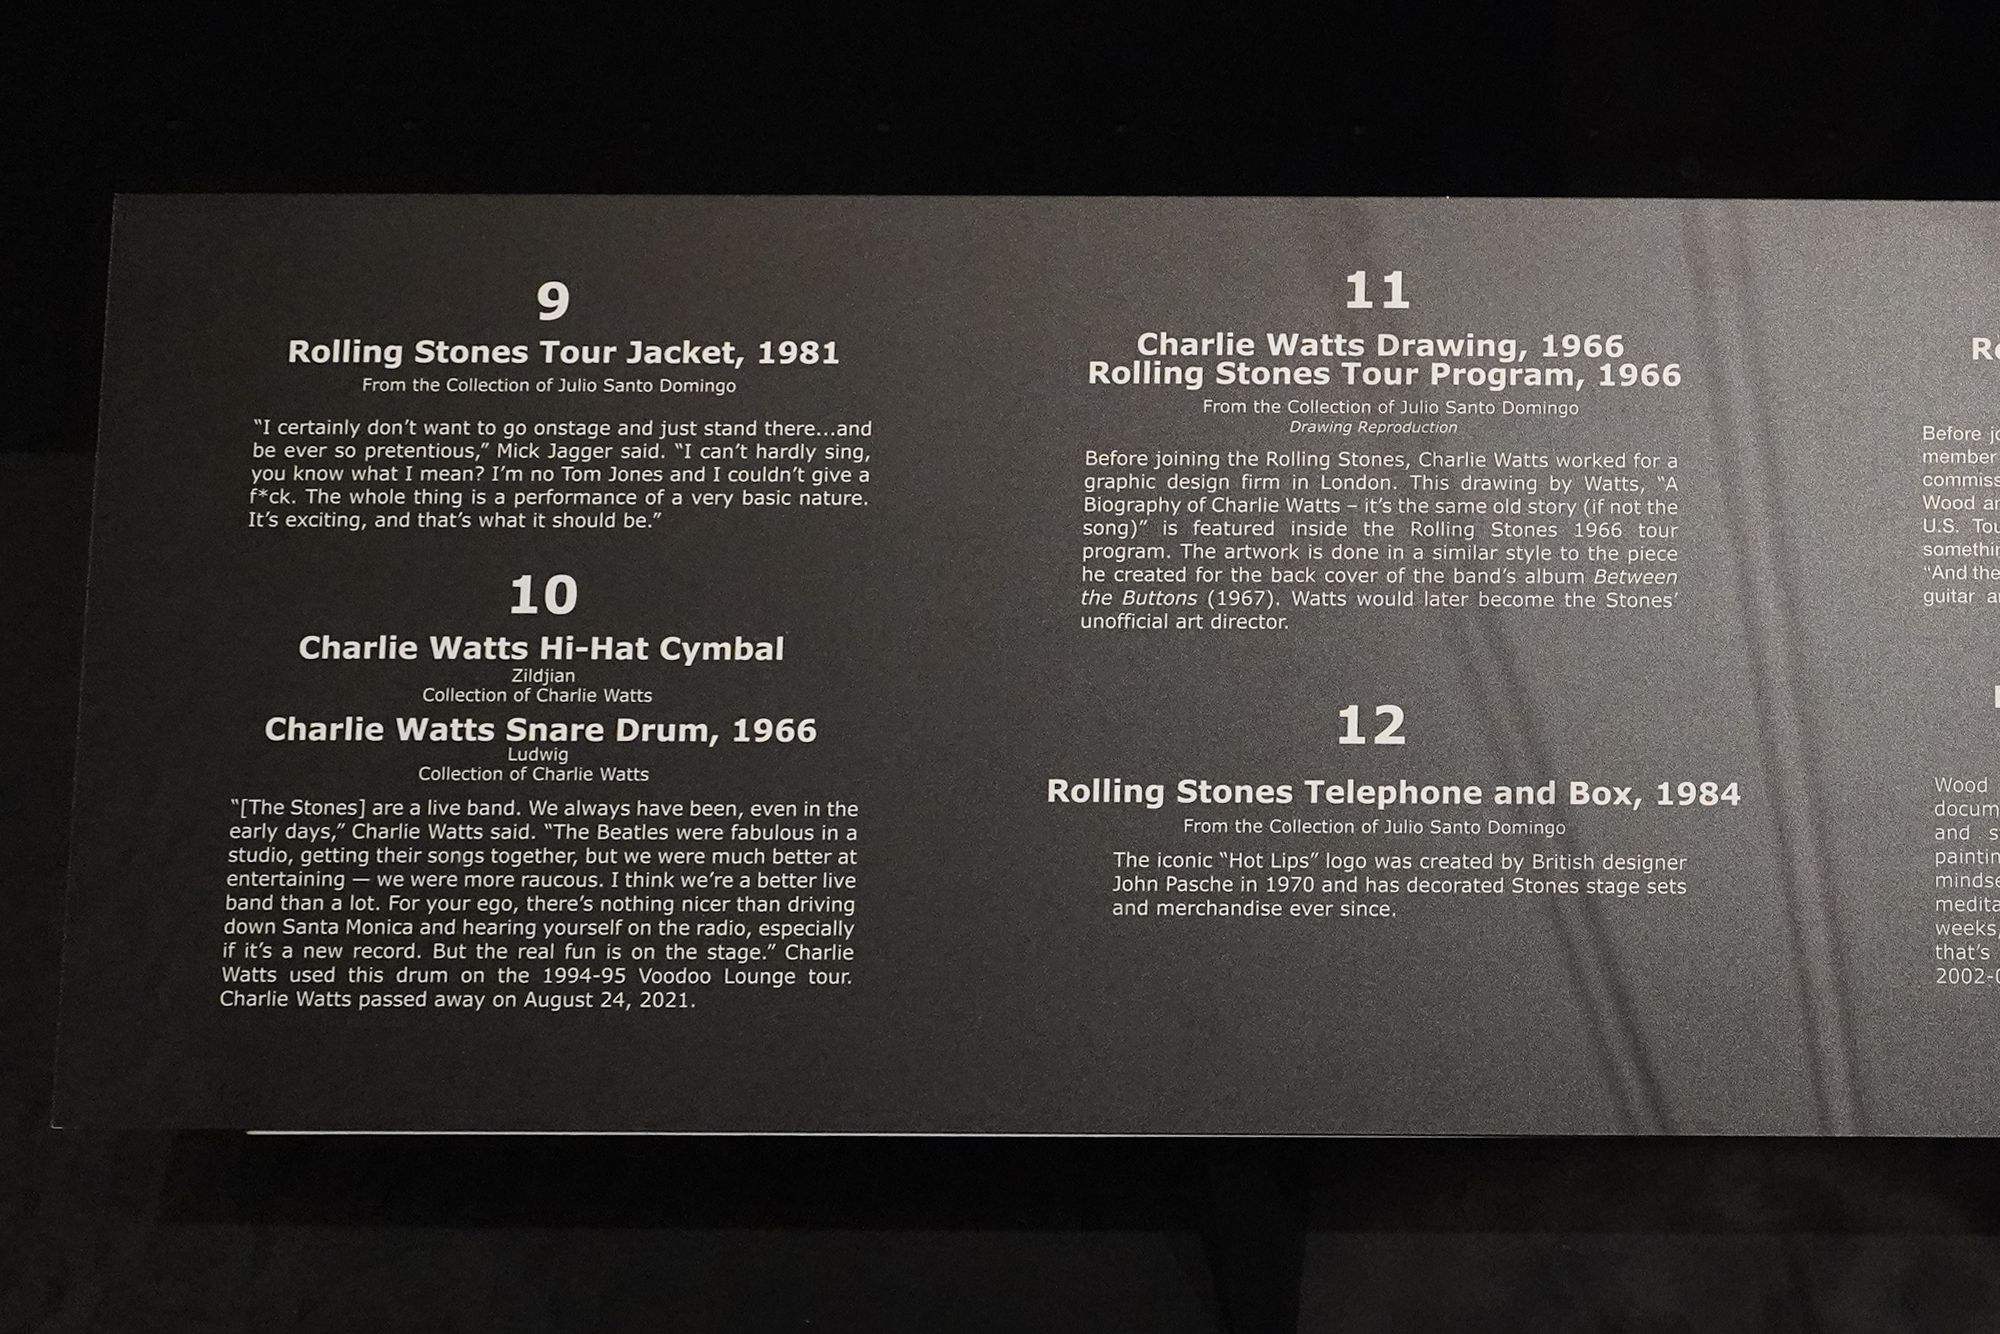 9
Rolling Stones Tour Jacket, 1981
From the Collection of Julio Santo Domingo
“I certainly don’t want to go onstage and just stand there...and
be ever so pretentious,” Mick Jagger said. “I can’t hardly sing,
you know what I mean? I’m no Tom Jones and I couldn’t give a
f*ck. The whole thing is a performance of a very basic nature.
It’s exciting, and that’s what it should be.”
10
Charlie Watts Hi-Hat Cymbal
Zildjian
Collection of Charlie Watts
Charlie Watts Snare Drum, 1966
Ludwig
Collection of Charlie Watts
“[The Stones] are a live band. We always have been, even in the
early days,” Charlie Watts said. “The Beatles were fabulous in a
studio, getting their songs together, but we were much better at
entertaining — we were more raucous. I think we’re a better live
band than a lot. For your ego, there’s nothing nicer than driving
down Santa Monica and hearing yourself on the radio, especially
if it’s a new record. But the real fun is on the stage.” Charlie
Watts used this drum on the 1994-95 Voodoo Lounge tour.
Charlie Watts passed away on August 24, 2021.
11
Charlie Watts Drawing, 1966
Rolling Stones Tour Program, 1966
From the Collection of Julio Santo Domingo
Drawing Reproduction
Before joining the Rolling Stones, Charlie Watts worked for a
graphic design firm in London. This drawing by Watts, “A
Biography of Charlie Watts – it’s the same old story (if not the
song)” is featured inside the Rolling Stones 1966 tour
program. The artwork is done in a similar style to the piece
he created for the back cover of the band’s album Between
the Buttons (1967). Watts would later become the Stones’
unofficial art director.
12
Rolling Stones Telephone and Box, 1984
From the Collection of Julio Santo Domingo
The iconic “Hot Lips” logo was created by British designer
John Pasche in 1970 and has decorated Stones stage sets
and merchandise ever since.
Before
member
Wood
U.S.
“And the
guitar
Wood
and
weeks,
that’s